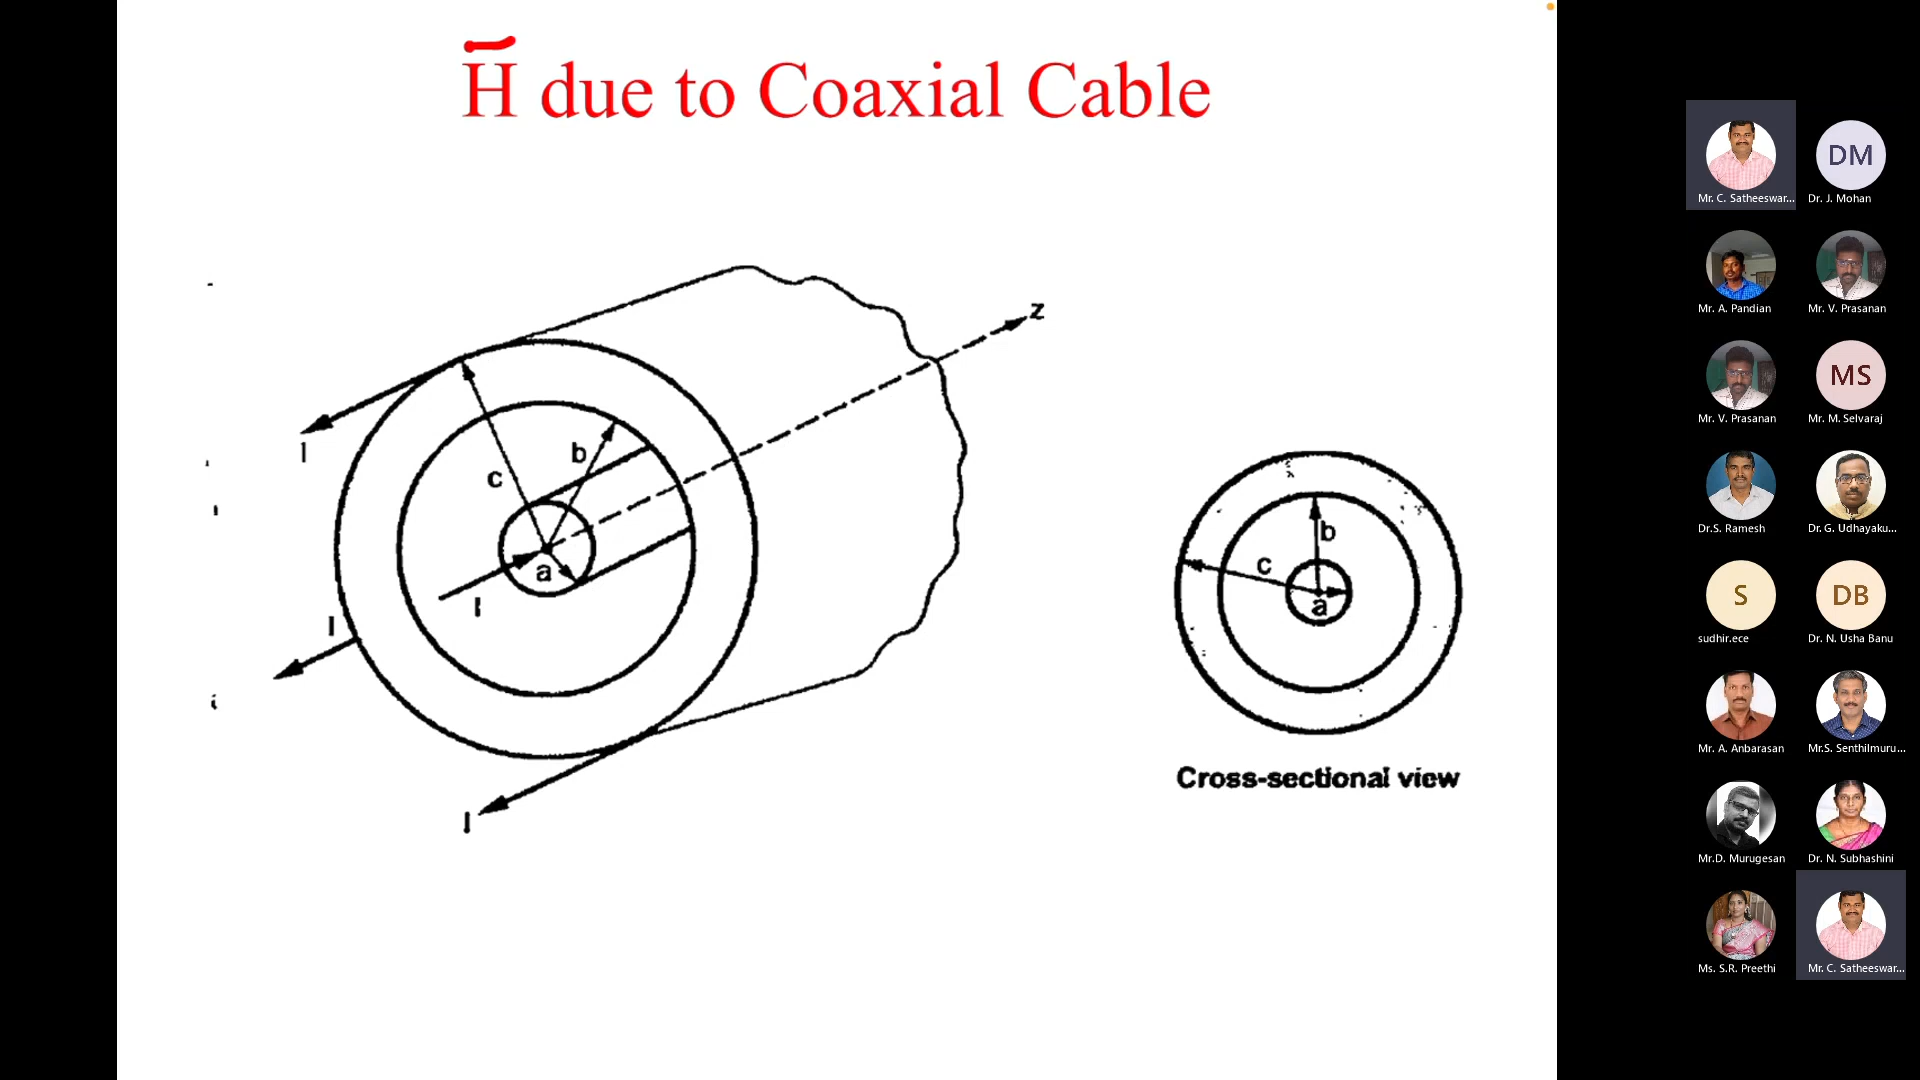 H̅ due to Coaxial Cable
z
I
c
b
a
I
I
I
b
c
a
Cross-sectional view
Mr. C. Satheeswar...
DM
Dr. J. Mohan
Mr. A. Pandian
Mr. V. Prasanan
Mr. V. Prasanan
MS
Mr. M. Selvaraj
Dr.S. Ramesh
Dr. G. Udhayaku...
S
sudhir.ece
DB
Dr. N. Usha Banu
Mr. A. Anbarasan
Mr.S. Senthilmuru...
Mr.D. Murugesan
Dr. N. Subhashini
Ms. S.R. Preethi
Mr. C. Satheeswar...